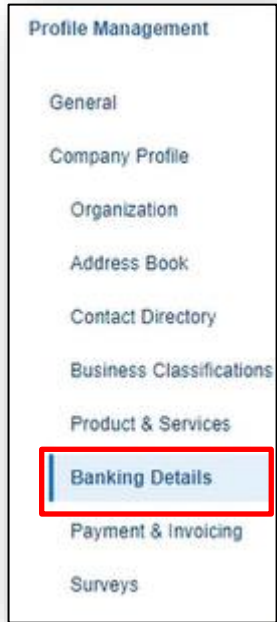 Profile Management
General
Company Profile
Organization
Address Book
Contact Directory
Business Classifications
Product & Services
Banking Details
Payment & Invoicing
Surveys